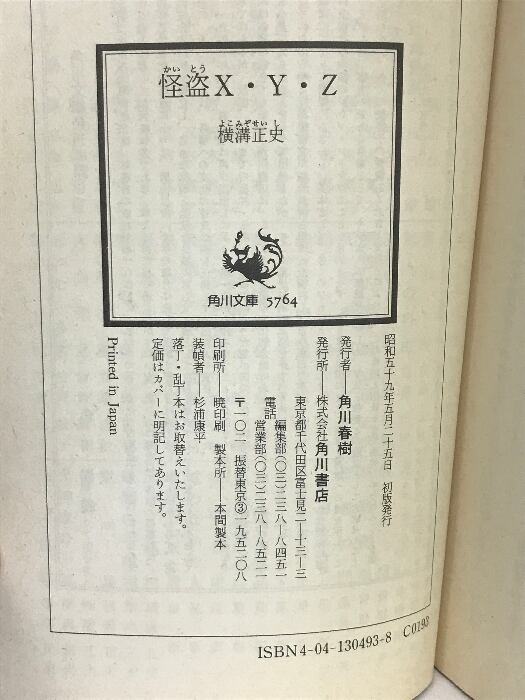 かい とう
怪盗X・Y・Z
よこ みぞ せい し
横溝正史
角川文庫 5764
昭和五十九年五月二十五日 初版発行
発行者――角川春樹
発行所――株式会社角川書店
東京都千代田区富士見二―十三―三
電話 編集部(〇三)二三八―八四五一
営業部(〇三)二三八―八五二一
〒一〇二 振替東京③一九五二〇八
印刷所――暁印刷 製本所――本間製本
装幀者――杉浦康平
落丁・乱丁本はお取替えいたします。
定価はカバーに明記してあります。
Printed in Japan
ISBN4-04-130493-8 C0193